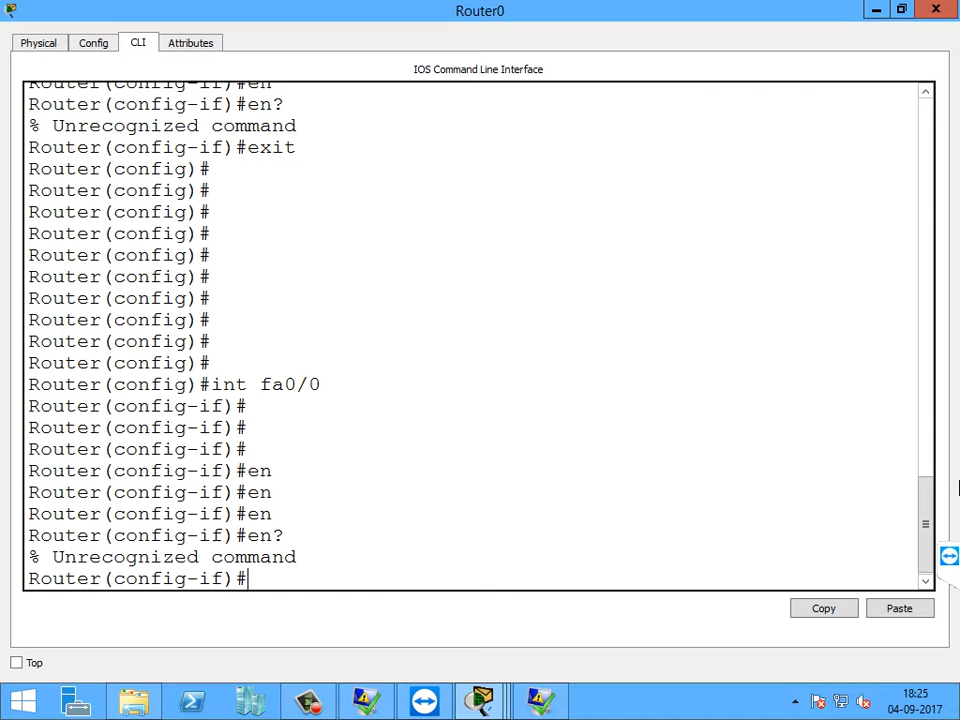 Router0
Physical
Config
CLI
Attributes
IOS Command Line Interface
Router(config-if)#en
Router(config-if)#en?
% Unrecognized command
Router(config-if)#exit
Router(config)#
Router(config)#
Router(config)#
Router(config)#
Router(config)#
Router(config)#
Router(config)#
Router(config)#
Router(config)#
Router(config)#
Router(config)#int fa0/0
Router(config-if)#
Router(config-if)#
Router(config-if)#
Router(config-if)#en
Router(config-if)#en
Router(config-if)#en
Router(config-if)#en?
% Unrecognized command
Router(config-if)#
Copy
Paste
Top
18:25
04-09-2017